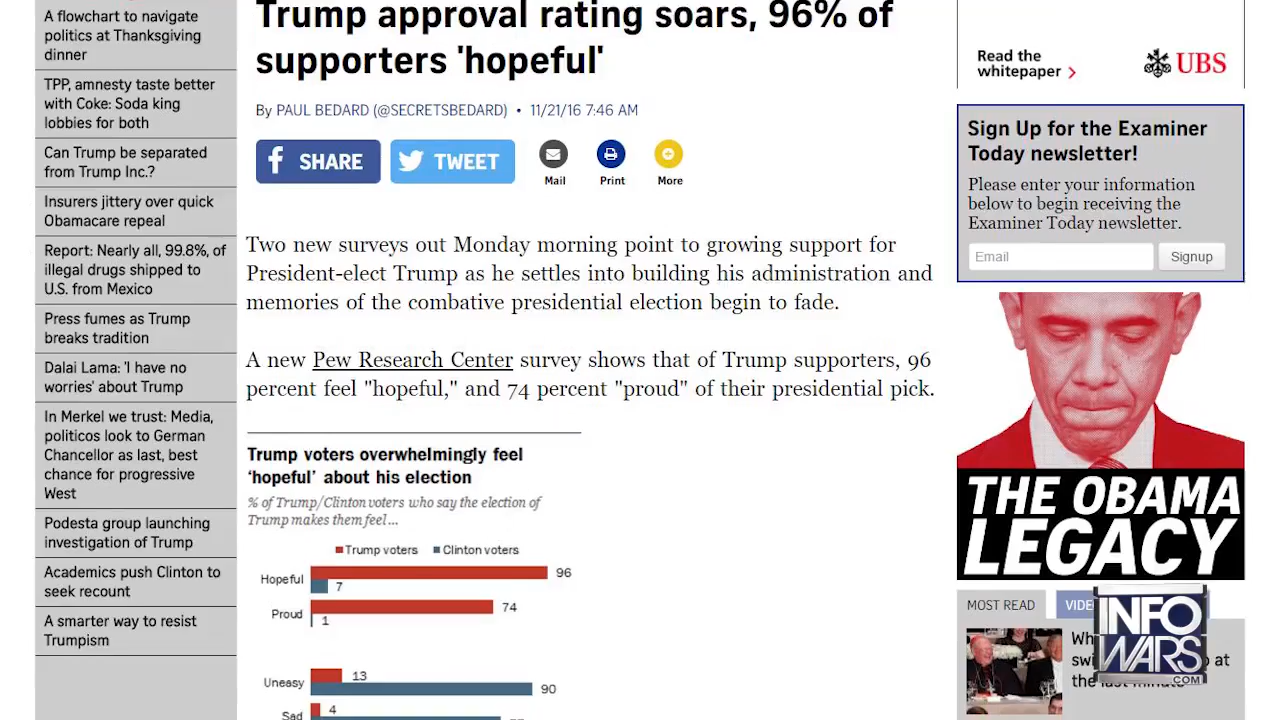 A flowchart to navigate
politics at Thanksgiving
dinner
TPP, amnesty taste better
with Coke: Soda king
lobbies for both
Can Trump be separated
from Trump Inc.?
Insurers jittery over quick
Obamacare repeal
Report: Nearly all, 99.8%, of
illegal drugs shipped to
U.S. from Mexico
Press fumes as Trump
breaks tradition
Dalai Lama: 'I have no
worries' about Trump
In Merkel we trust: Media,
politicos look to German
Chancellor as last, best
chance for progressive
West
Podesta group launching
investigation of Trump
Academics push Clinton to
seek recount
A smarter way to resist
Trumpism
Trump approval rating soars, 96% of
supporters 'hopeful'
By PAUL BEDARD (@SECRETSBEDARD) • 11/21/16 7:46 AM
SHARE
TWEET
Mail
Print
More
Two new surveys out Monday morning point to growing support for
President-elect Trump as he settles into building his administration and
memories of the combative presidential election begin to fade.
A new Pew Research Center survey shows that of Trump supporters, 96
percent feel "hopeful," and 74 percent "proud" of their presidential pick.
Trump voters overwhelmingly feel
‘hopeful’ about his election
% of Trump/Clinton voters who say the election of
Trump makes them feel ...
Trump voters Clinton voters
Hopeful 96
7
Proud 74
1
Uneasy 13
90
Sad 4
Read the
whitepaper
UBS
Sign Up for the Examiner
Today newsletter!
Please enter your information
below to begin receiving the
Examiner Today newsletter.
Email
Signup
THE OBAMA
LEGACY
MOST READ
VIDE
INFO
WARS
.COM
Wh
swi
at
the last minute